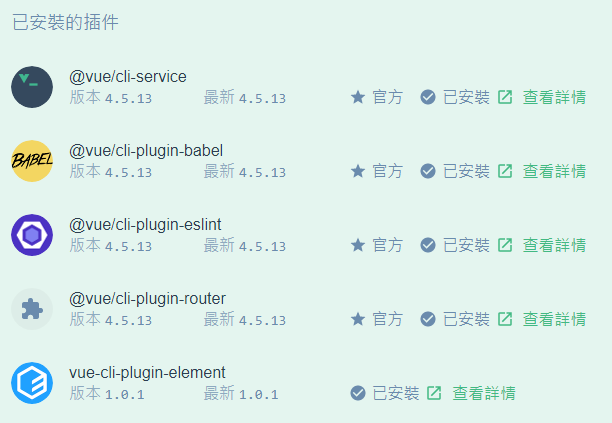 已安裝的插件
@vue/cli-service
版本 4.5.13 最新 4.5.13 官方 已安裝 查看詳情
BABEL
@vue/cli-plugin-babel
版本 4.5.13 最新 4.5.13 官方 已安裝 查看詳情
@vue/cli-plugin-eslint
版本 4.5.13 最新 4.5.13 官方 已安裝 查看詳情
@vue/cli-plugin-router
版本 4.5.13 最新 4.5.13 官方 已安裝 查看詳情
vue-cli-plugin-element
版本 1.0.1 最新 1.0.1 已安裝 查看詳情